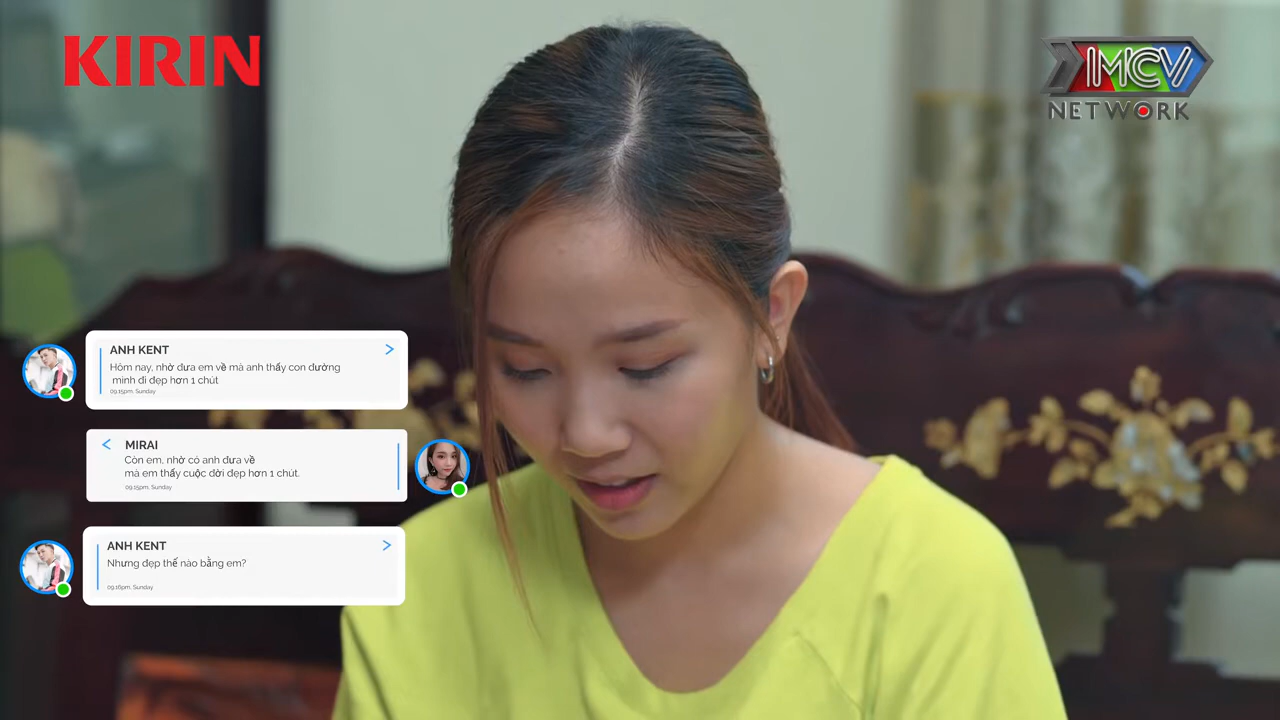 KIRIN
MCV
NETWORK
ANH KENT
Hôm nay, nhờ đưa em về mà anh thấy con đường
mình đi đẹp hơn 1 chút
09.15pm, Sunday
MIRAI
Còn em, nhờ có anh đưa về
mà em thấy cuộc đời đẹp hơn 1 chút.
09.15pm, Sunday
ANH KENT
Nhưng đẹp thế nào bằng em?
09.16pm, Sunday